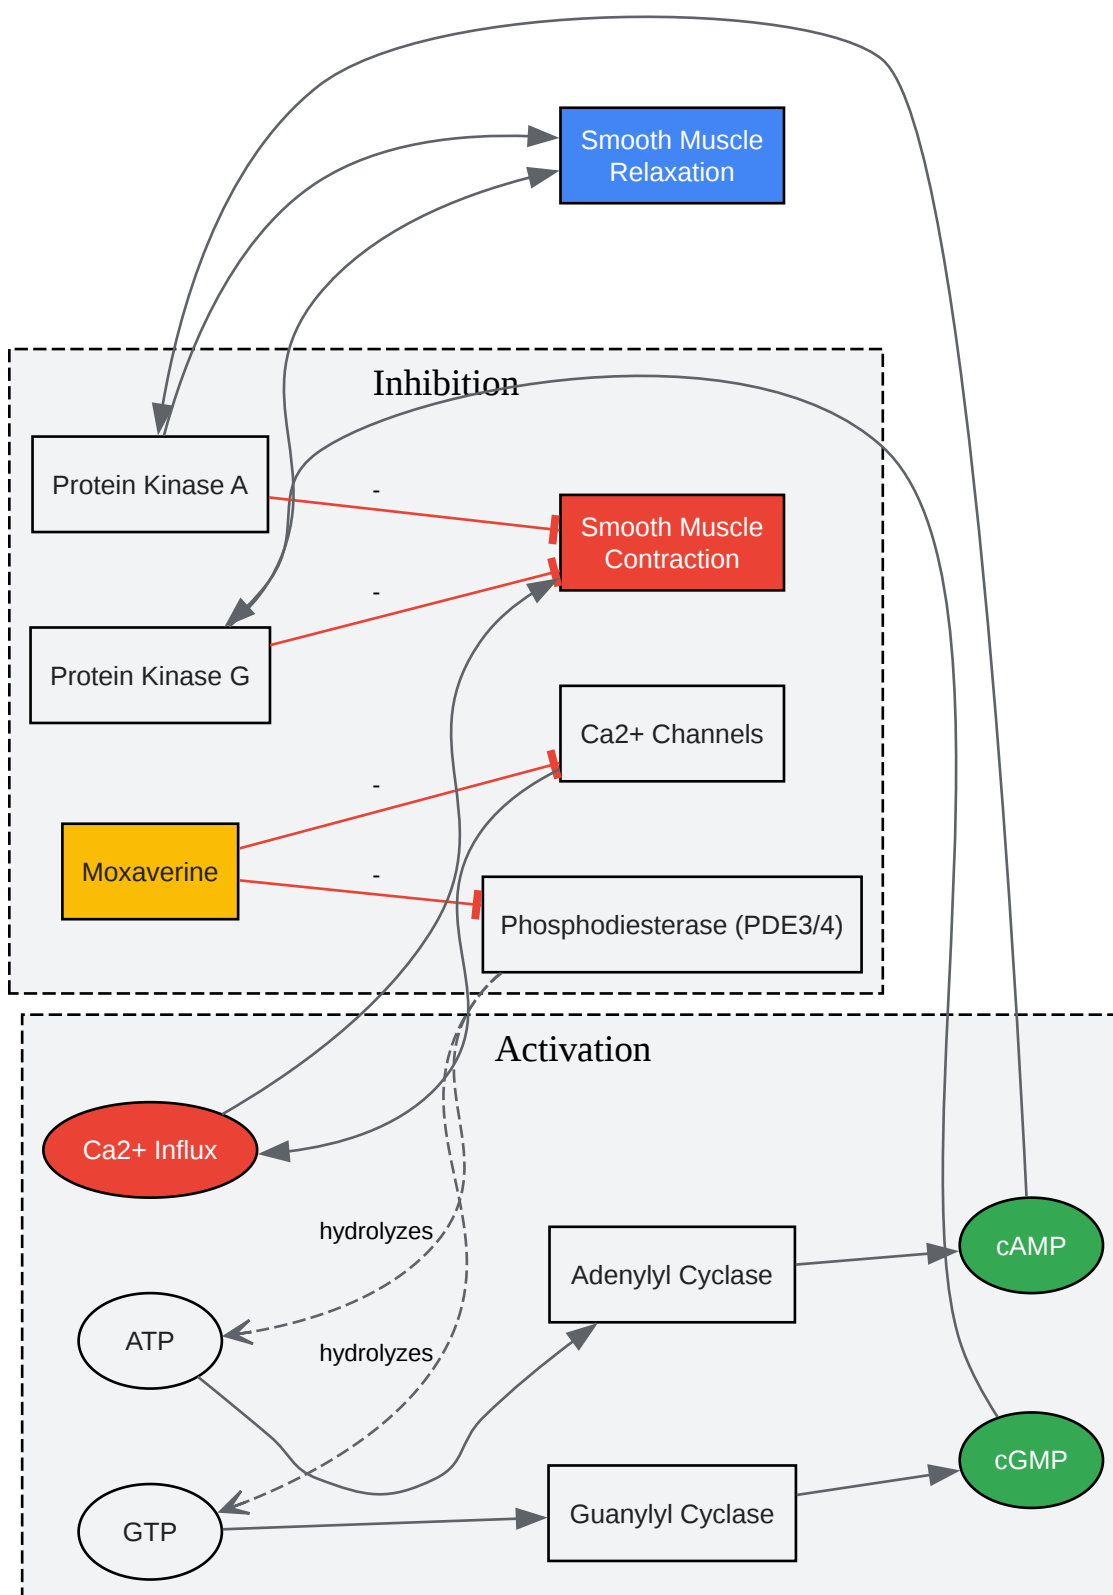 Smooth Muscle
Relaxation
Inhibition
Protein Kinase A
-
Smooth Muscle
Contraction
-
Protein Kinase G
Ca2+ Channels
-
Moxaverine
-
Phosphodiesterase (PDE3/4)
Activation
Ca2+ Influx
hydrolyzes
Adenylyl Cyclase
cAMP
ATP
hydrolyzes
cGMP
GTP
Guanylyl Cyclase